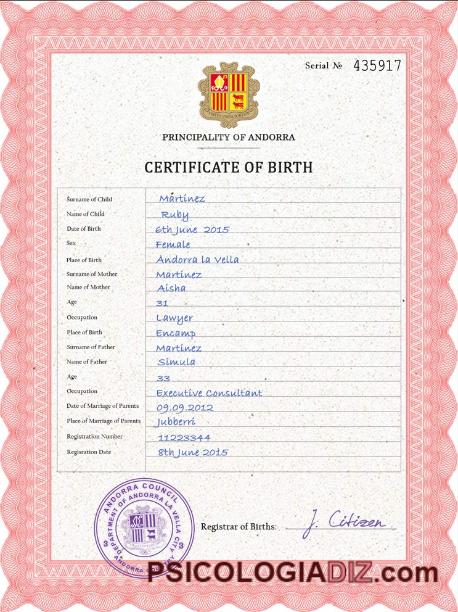 Serial № 435917
PRINCIPALITY OF ANDORRA
CERTIFICATE OF BIRTH
Surname of Child Martinez
Name of Child Ruby
Date of Birth 6th June 2015
Sex Female
Place of Birth Andorra la Vella
Surname of Mother Martinez
Name of Mother Aisha
Age 31
Occupation Lawyer
Place of Birth Encamp
Surname of Father Martinez
Name of Father Simula
Age 33
Occupation Executive Consultant
Date of Marriage of Parents 09.09.2012
Place of Marriage of Parents Jubberri
Registration Number 11223344
Regisration Date 8th June 2015
ANDORRA COUNCIL
DEPARTMENT OF ANDORRA LA VELLA CITY
Registrar of Births: J. Citizen
PSICOLOGIADIZ.com